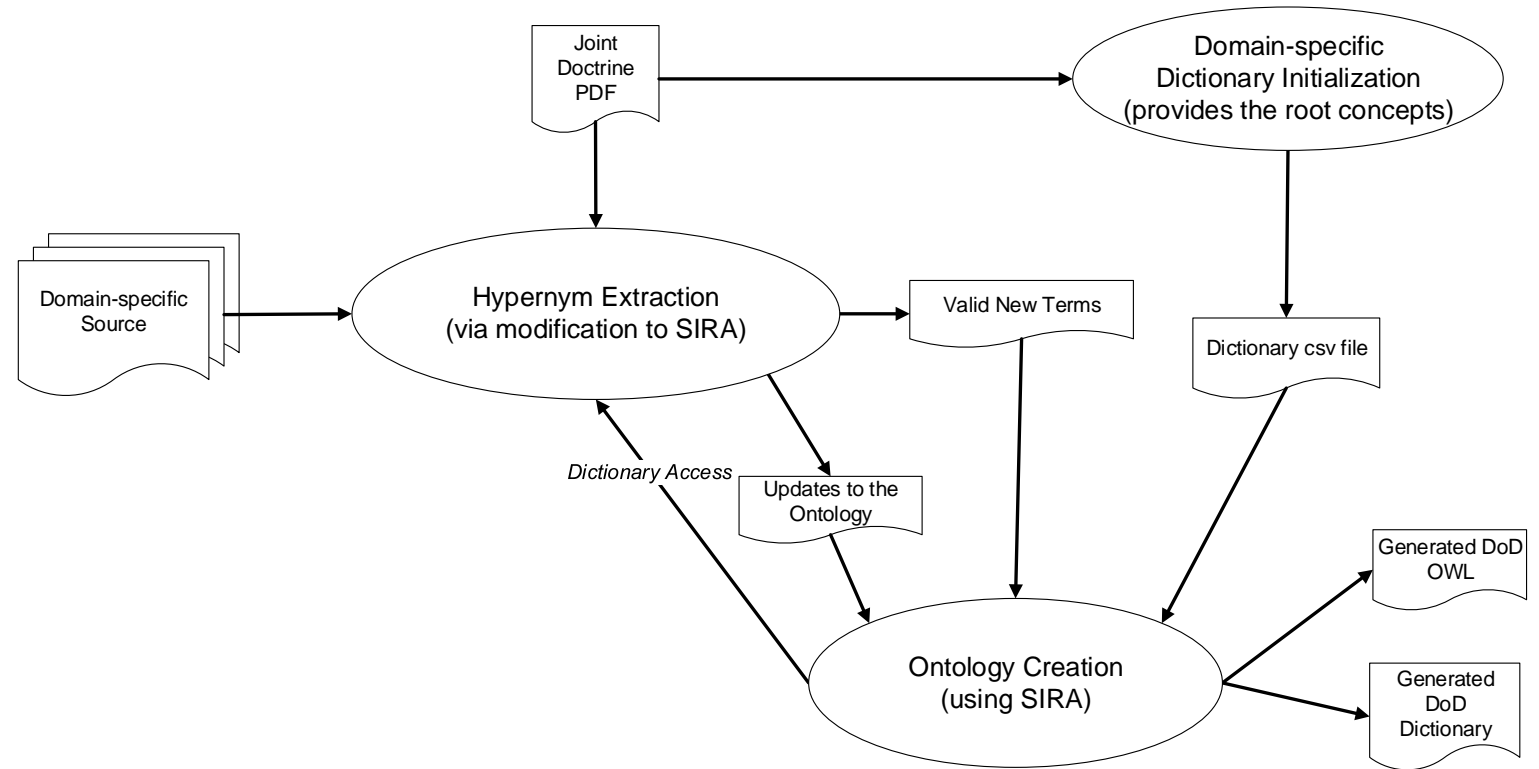 Joint
Doctrine
PDF
Domain-specific
Dictionary Initialization
(provides the root concepts)
Domain-specific
Source
Hypernym Extraction
(via modification to SIRA)
Valid New Terms
Dictionary csv file
Dictionary Access
Updates to the
Ontology
Generated DoD
OWL
Ontology Creation
(using SIRA)
Generated
DoD
Dictionary